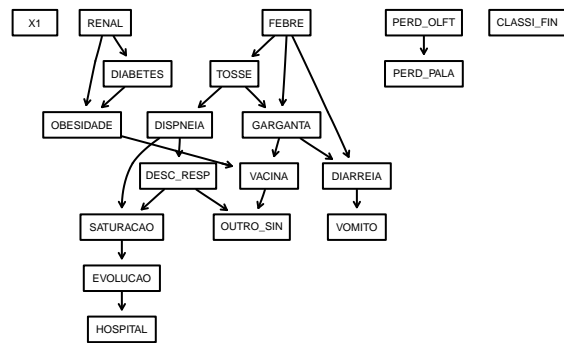 X1
RENAL
FEBRE
PERD_OLFT
CLASSI_FIN
DIABETES
TOSSE
PERD_PALA
OBESIDADE
DISPNEIA
GARGANTA
DESC_RESP
VACINA
DIARREIA
SATURACAO
OUTRO_SIN
VOMITO
EVOLUCAO
HOSPITAL